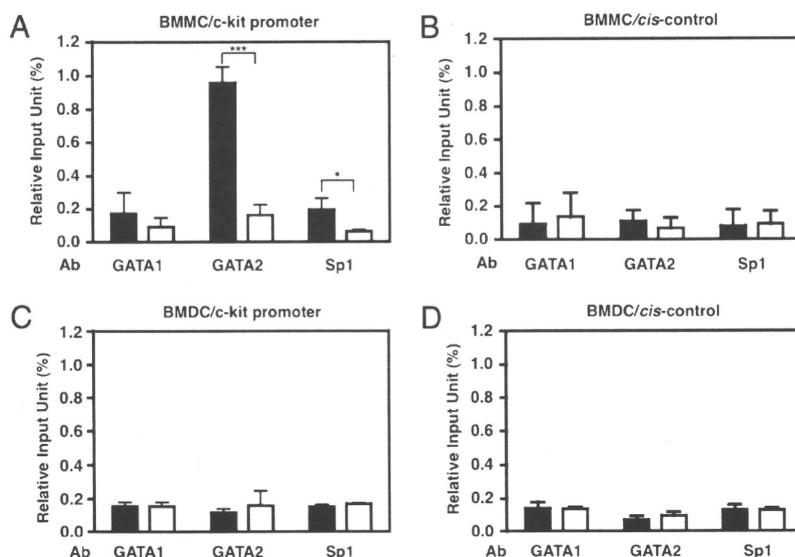 A
BMMC/c-kit promoter
Relative Input Unit (%)
1.2
1.0
0.8
0.6
0.4
0.2
0.0
***
*
Ab GATA1 GATA2 Sp1
B
BMMC/cis-control
Relative Input Unit (%)
1.2
1.0
0.8
0.6
0.4
0.2
0.0
Ab GATA1 GATA2 Sp1
C
BMDC/c-kit promoter
Relative Input Unit (%)
1.2
1.0
0.8
0.6
0.4
0.2
0.0
Ab GATA1 GATA2 Sp1
D
BMDC/cis-control
Relative Input Unit (%)
1.2
1.0
0.8
0.6
0.4
0.2
0.0
Ab GATA1 GATA2 Sp1